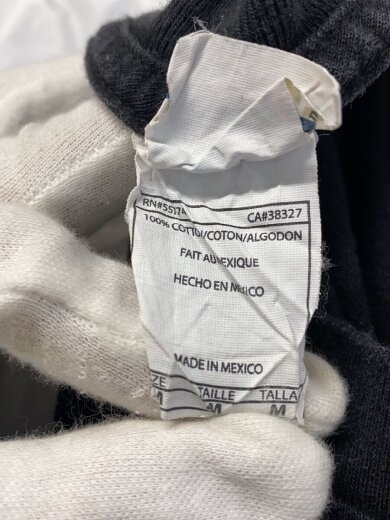 RN#55174 CA#38327
100% COTTON/COTON/ALGODON
FAIT AU MEXIQUE
HECHO EN MEXICO
MADE IN MEXICO
TAILLE TALLA
M M M